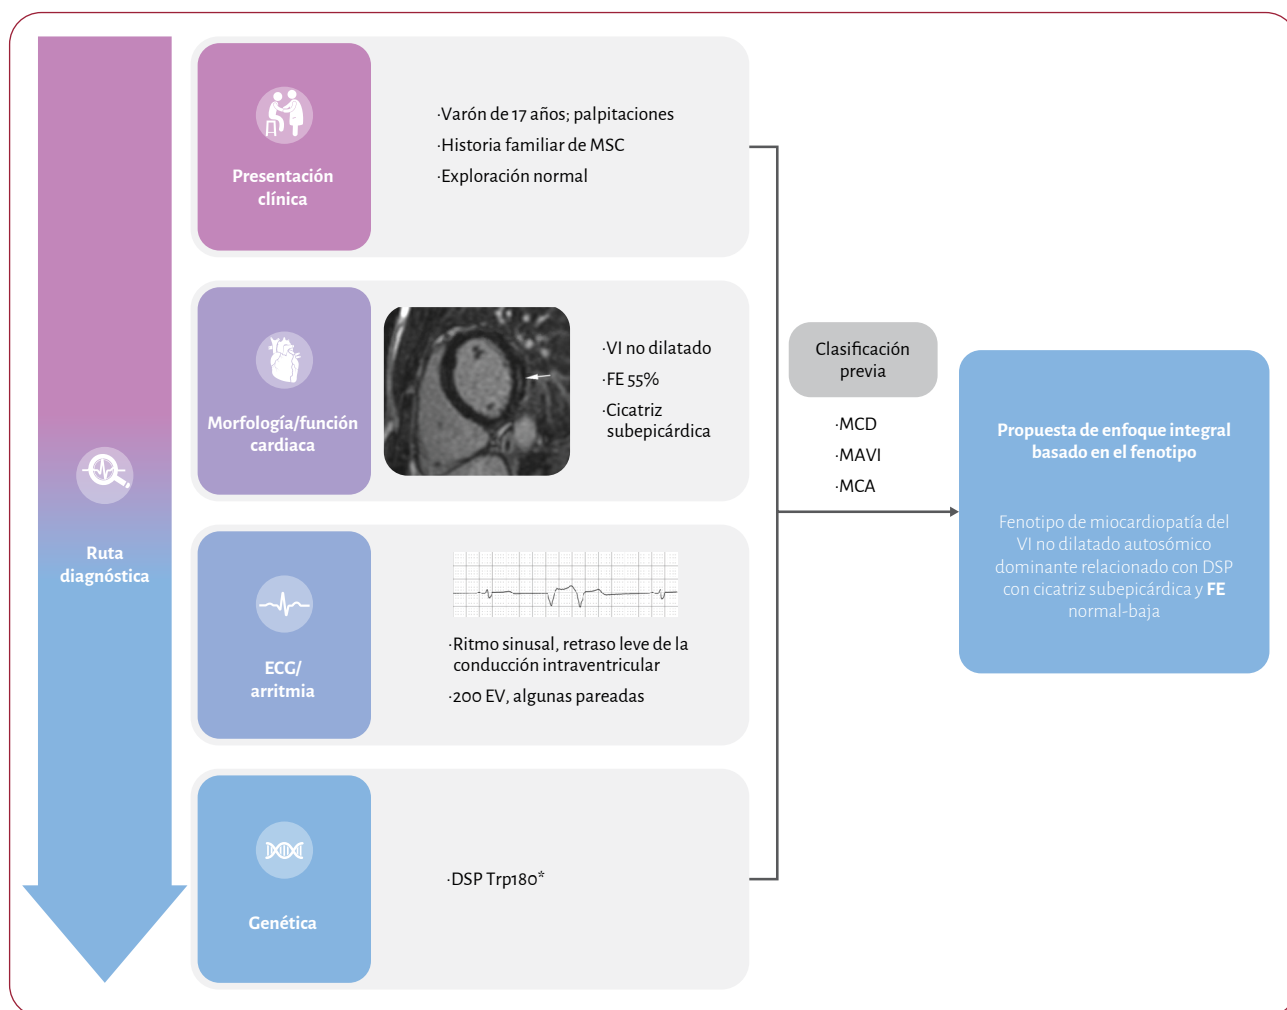 Ruta
diagnóstica
Presentación
clínica
·Varón de 17 años; palpitaciones
·Historia familiar de MSC
·Exploración normal
Morfología/función
cardiaca
·VI no dilatado
·FE 55%
·Cicatriz
subepicárdica
ECG/
arritmia
·Ritmo sinusal, retraso leve de la
conducción intraventricular
·200 EV, algunas pareadas
Genética
·DSP Trp180*
Clasificación
previa
·MCD
·MAVI
·MCA
Propuesta de enfoque integral
basado en el fenotipo
Fenotipo de miocardiopatía del
VI no dilatado autosómico
dominante relacionado con DSP
con cicatriz subepicárdica y FE
normal-baja